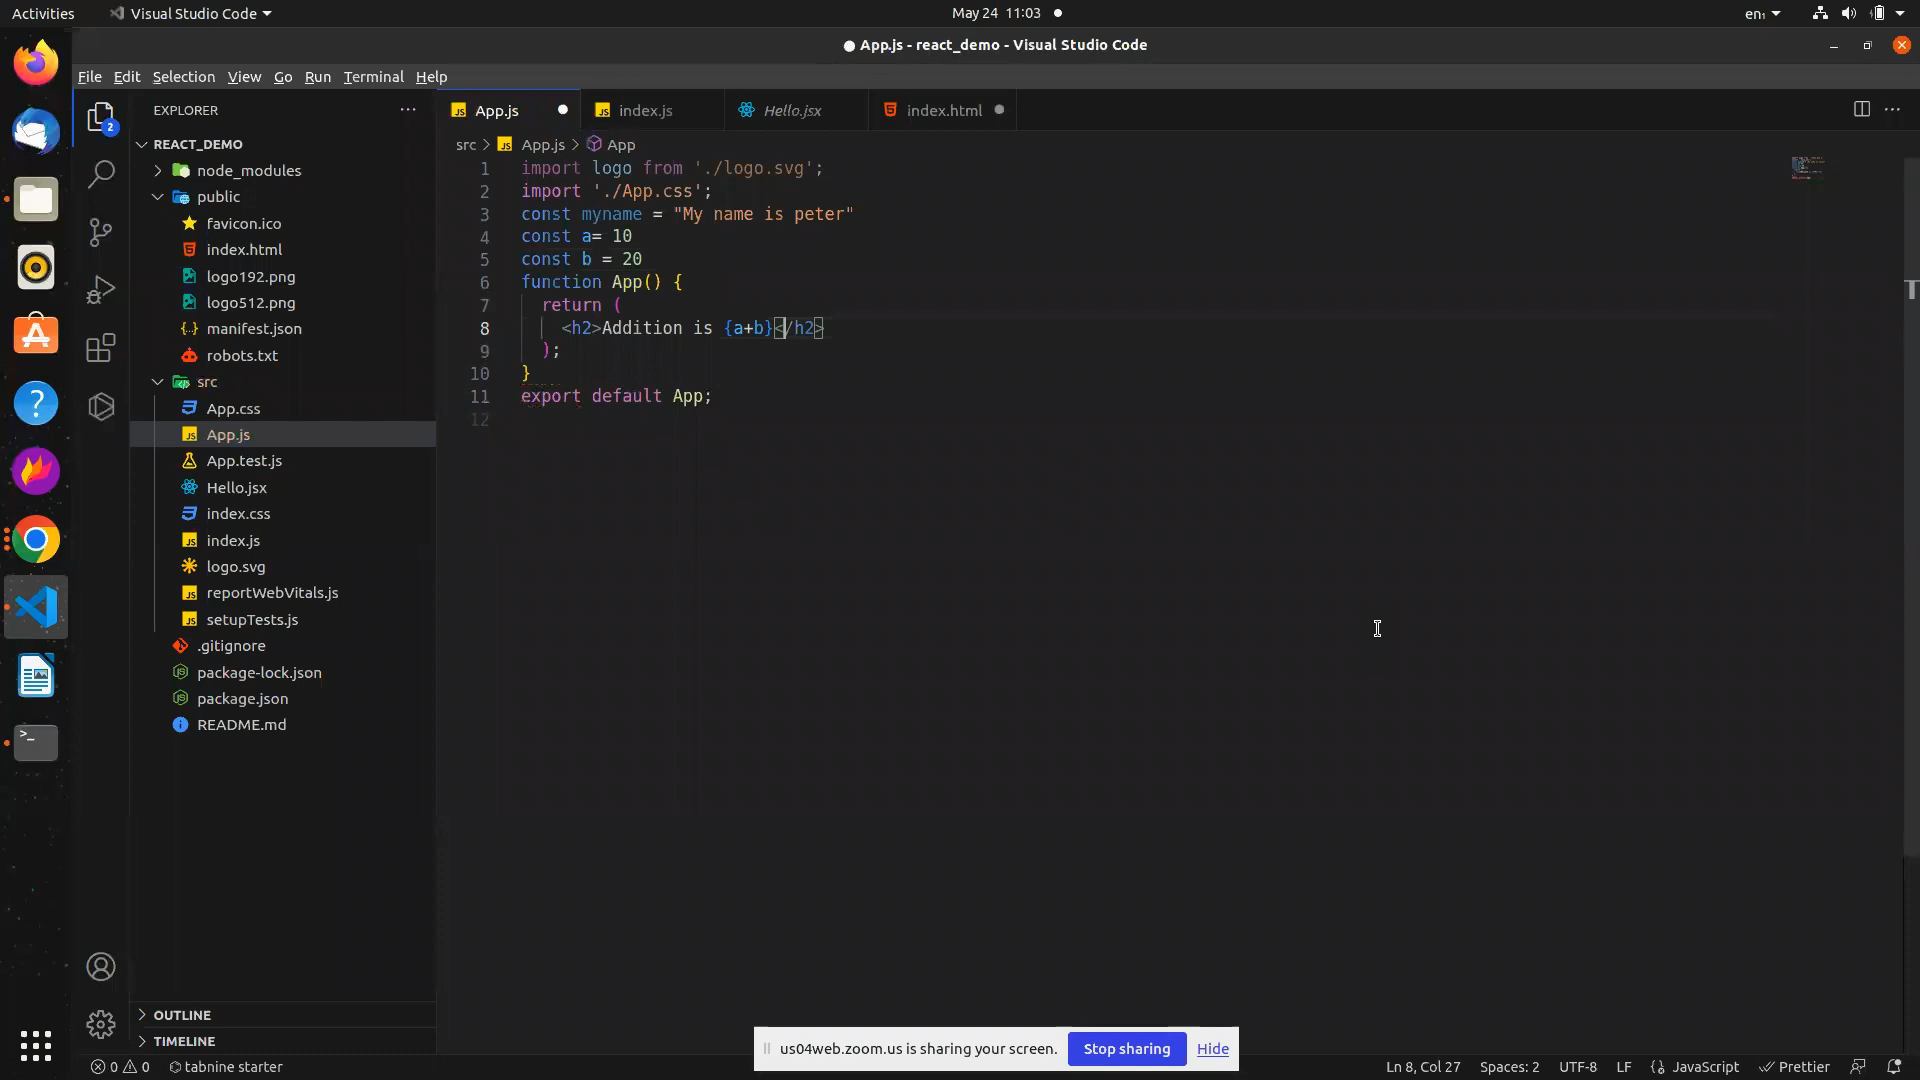 Activities
Visual Studio Code
May 24 11:03
en₁
App.js - react_demo - Visual Studio Code
File Edit Selection View Go Run Terminal Help
EXPLORER
2
REACT_DEMO
node_modules
public
favicon.ico
index.html
logo192.png
logo512.png
manifest.json
robots.txt
src
App.css
App.js
App.test.js
Hello.jsx
index.css
index.js
logo.svg
reportWebVitals.js
setupTests.js
.gitignore
package-lock.json
package.json
README.md
OUTLINE
TIMELINE
JS App.js
JS index.js
Hello.jsx
index.html
src > JS App.js > App
1 import logo from './logo.svg';
2 import './App.css';
3 const myname = "My name is peter"
4 const a= 10
5 const b = 20
6 function App() {
7 return (
8 <h2>Addition is {a+b}</h2>
9 );
10 }
11 export default App;
12
us04web.zoom.us is sharing your screen.
Stop sharing
Hide
0 0
tabnine starter
Ln 8, Col 27
Spaces: 2
UTF-8
LF
{} JavaScript
Prettier